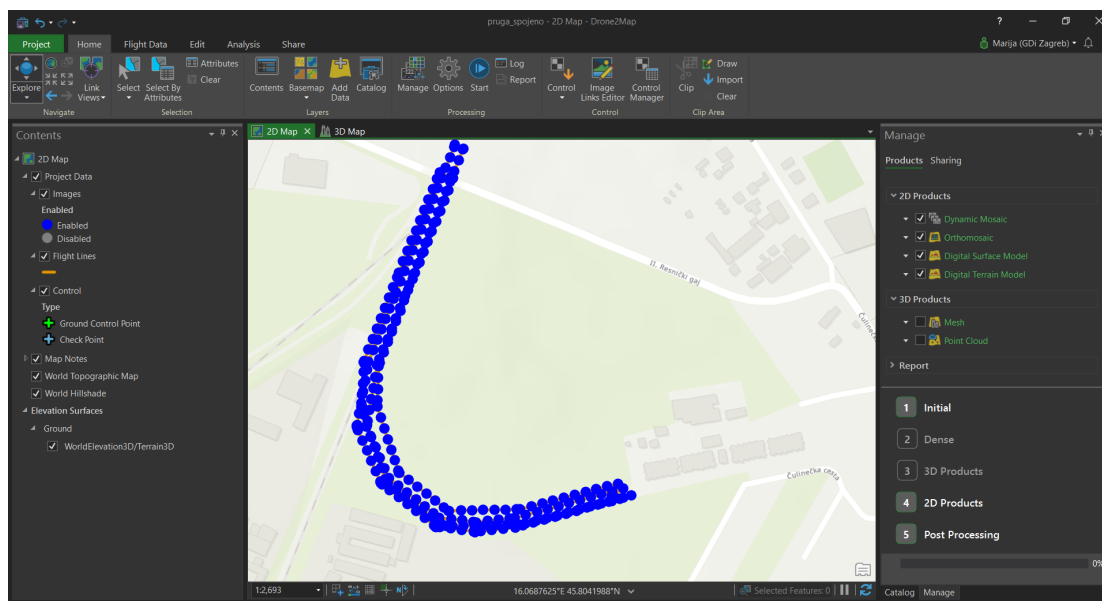 pruga_spojeno - 2D Map - Drone2Map
?
Project Home Flight Data Edit Analysis Share
Marija (GDi Zagreb)
Explore Link Views Select Select By Attributes Attributes Clear Contents Basemap Add Data Catalog Manage Options Start Log Report Control Image Links Editor Control Manager Clip Draw Import Clear
Navigate Selection Layers Processing Control Clip Area
Contents
2D Map
Project Data
Images
Enabled
Enabled
Disabled
Flight Lines
Control
Type
Ground Control Point
Check Point
Map Notes
World Topographic Map
World Hillshade
Elevation Surfaces
Ground
WorldElevation3D/Terrain3D
2D Map 3D Map
II. Resnički gaj
Čulinečka cesta
1:2,693
16.0687625°E 45.8041988°N
Selected Features: 0
Manage
Products Sharing
2D Products
Dynamic Mosaic
Orthomosaic
Digital Surface Model
Digital Terrain Model
3D Products
Mesh
Point Cloud
Report
1 Initial
2 Dense
3 3D Products
4 2D Products
5 Post Processing
0%
Catalog Manage